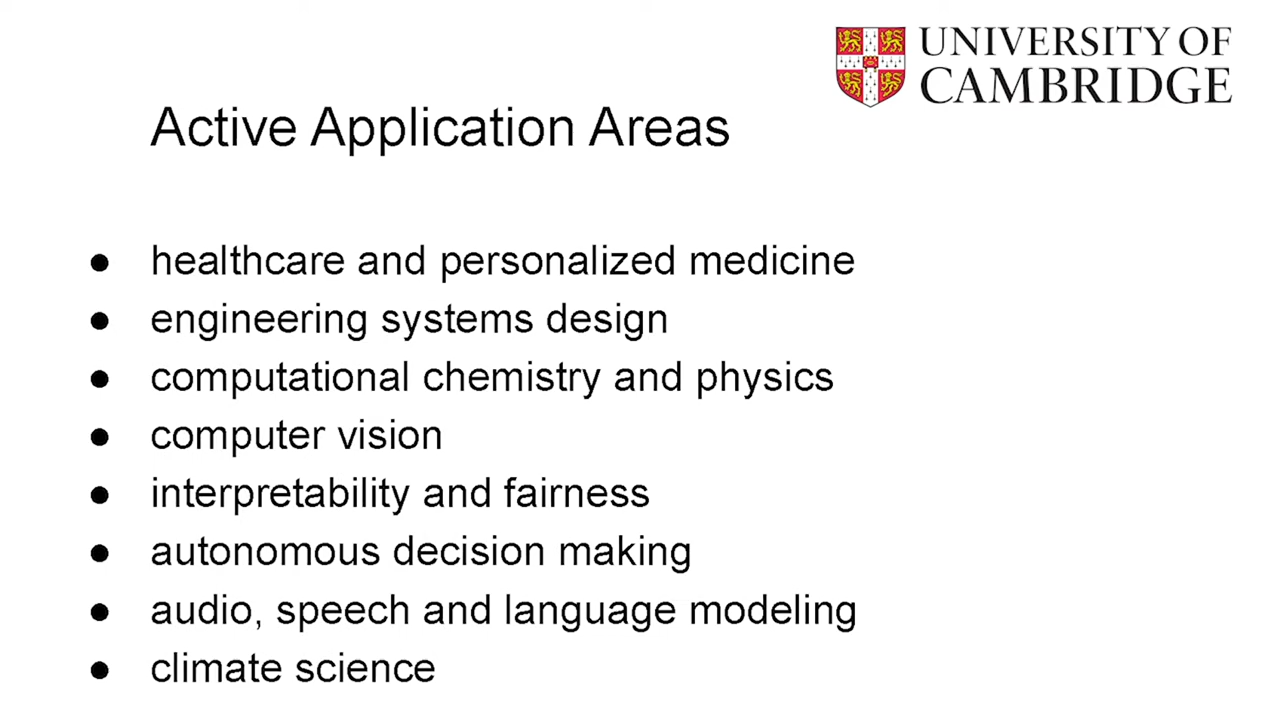 UNIVERSITY OF
CAMBRIDGE
Active Application Areas
● healthcare and personalized medicine
● engineering systems design
● computational chemistry and physics
● computer vision
● interpretability and fairness
● autonomous decision making
● audio, speech and language modeling
● climate science